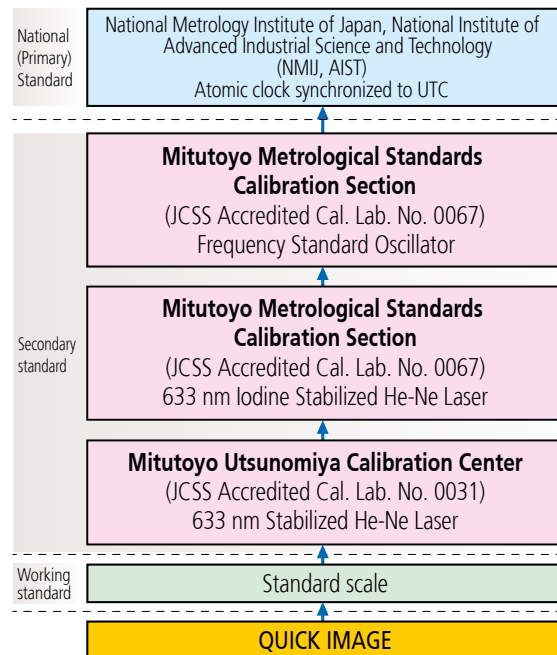 National
(Primary)
Standard
National Metrology Institute of Japan, National Institute of
Advanced Industrial Science and Technology
(NMIJ, AIST)
Atomic clock synchronized to UTC
Secondary
standard
Mitutoyo Metrological Standards
Calibration Section
(JCSS Accredited Cal. Lab. No. 0067)
Frequency Standard Oscillator
Mitutoyo Metrological Standards
Calibration Section
(JCSS Accredited Cal. Lab. No. 0067)
633 nm Iodine Stabilized He-Ne Laser
Mitutoyo Utsunomiya Calibration Center
(JCSS Accredited Cal. Lab. No. 0031)
633 nm Stabilized He-Ne Laser
Working
standard
Standard scale
QUICK IMAGE